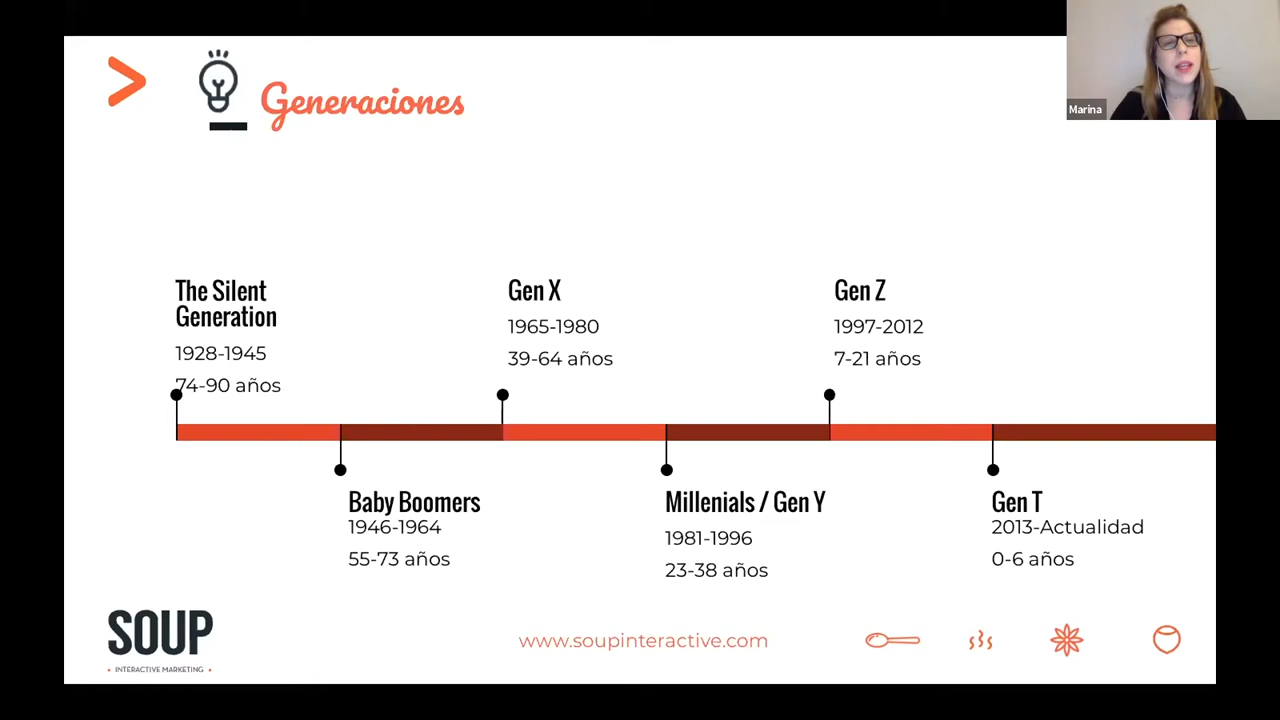 Generaciones
Marina
The Silent
Generation
1928-1945
74-90 años
Gen X
1965-1980
39-64 años
Gen Z
1997-2012
7-21 años
Baby Boomers
1946-1964
55-73 años
Millenials / Gen Y
1981-1996
23-38 años
Gen T
2013-Actualidad
0-6 años
SOUP
INTERACTIVE MARKETING
www.soupinteractive.com